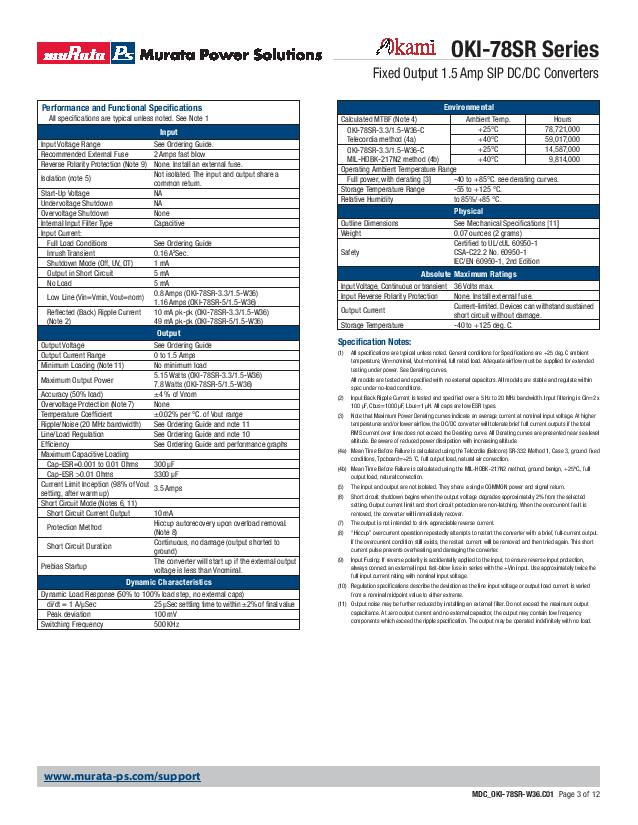 muRata Ps Murata Power Solutions
Okami OKI-78SR Series
Fixed Output 1.5 Amp SIP DC/DC Converters
Performance and Functional Specifications
All specifications are typical unless noted. See Note 1
Input
Input Voltage Range See Ordering Guide.
Recommended External Fuse 2 Amps fast blow
Reverse Polarity Protection (Note 9) None. Install an external fuse.
Isolation (note 5) Not isolated. The input and output share a
common return.
Start-Up Voltage NA
Undervoltage Shutdown NA
Overvoltage Shutdown None
Internal Input Filter Type Capacitive
Input Current:
Full Load Conditions See Ordering Guide
Inrush Transient 0.16 A²Sec.
Shutdown Mode (Off, UV, OT) 1 mA
Output in Short Circuit 5 mA
No Load 5 mA
Low Line (Vin=Vmin, Vout=nom) 0.8 Amps (OKI-78SR-3.3/1.5-W36)
1.16 Amps (OKI-78SR-5/1.5-W36)
Reflected (Back) Ripple Current 10 mA pk-pk (OKI-78SR-3.3/1.5-W36)
(Note 2) 49 mA pk-pk (OKI-78SR-5/1.5-W36)
Output
Output Voltage See Ordering Guide
Output Current Range 0 to 1.5 Amps
Minimum Loading (Note 11) No minimum load
Maximum Output Power 5.15 Watts (OKI-78SR-3.3/1.5-W36)
7.8 Watts (OKI-78SR-5/1.5-W36)
Accuracy (50% load) ±4 % of Vnom
Overvoltage Protection (Note 7) None
Temperature Coefficient ±0.02% per °C. of Vout range
Ripple/Noise (20 MHz bandwidth) See Ordering Guide and note 11
Line/Load Regulation See Ordering Guide and note 10
Efficiency See Ordering Guide and performance graphs
Maximum Capacitive Loading
Cap-ESR=0.001 to 0.01 Ohms 300 µF
Cap-ESR >0.01 Ohms 3300 µF
Current Limit Inception (98% of Vout 3.5 Amps
setting, after warm up)
Short Circuit Mode (Notes 6, 11)
Short Circuit Current Output 10 mA
Protection Method Hiccup autorecovery upon overload removal.
(Note 8)
Short Circuit Duration Continuous, no damage (output shorted to
ground)
Prebias Startup The converter will start up if the external output
voltage is less than Vnominal.
Dynamic Characteristics
Dynamic Load Response (50% to 100% load step, no external caps)
di/dt = 1 A/µSec 25 µSec settling time to within ±2% of final value
Peak deviation 100 mV
Switching Frequency 500 KHz
Environmental
Calculated MTBF (Note 4) Ambient Temp. Hours
OKI-78SR-3.3/1.5-W36-C +25°C 78,721,000
Telecordia method (4a) +40°C 59,017,000
OKI-78SR-3.3/1.5-W36-C +25°C 14,587,000
MIL-HDBK-217N2 method (4b) +40°C 9,814,000
Operating Ambient Temperature Range
Full power, with derating [3] -40 to +85°C. see derating curves.
Storage Temperature Range -55 to +125 °C.
Relative Humidity to 85%/+85 °C.
Physical
Outline Dimensions See Mechanical Specifications [11]
Weight 0.07 ounces (2 grams)
Safety Certified to UL/cUL 60950-1
CSA-C22.2 No. 60950-1
IEC/EN 60950-1, 2nd Edition
Absolute Maximum Ratings
Input Voltage, Continuous or transient 36 Volts max.
Input Reverse Polarity Protection None. Install external fuse.
Output Current Current-limited. Devices can withstand sustained
short circuit without damage.
Storage Temperature -40 to +125 deg. C.
Specification Notes:
(1) All specifications are typical unless noted. General conditions for Specifications are +25 deg.C ambient
temperature, Vin=nominal, Vout=nominal, full rated load. Adequate airflow must be supplied for extended
testing under power. See Derating curves.
All models are tested and specified with no external capacitors. All models are stable and regulate within
spec under no-load conditions.
(2) Input Back Ripple Current is tested and specified over a 5 Hz to 20 MHz bandwidth. Input filtering is Cin=2 x
100 µF, Cbus=1000 µF, Lbus=1 µH. All caps are low ESR types.
(3) Note that Maximum Power Derating curves indicate an average current at nominal input voltage. At higher
temperatures and/or lower airflow, the DC/DC converter will tolerate brief full current outputs if the total
RMS current over time does not exceed the Derating curve. All Derating curves are presented near sea level
altitude. Be aware of reduced power dissipation with increasing altitude.
(4a) Mean Time Before Failure is calculated using the Telcordia (Belcore) SR-332 Method 1, Case 3, ground fixed
conditions, Tpcboard=+25 ˚C, full output load, natural air convection.
(4b) Mean Time Before Failure is calculated using the MIL-HDBK-217N2 method, ground benign, +25°C, full
output load, natural convection.
(5) The input and output are not isolated. They share a single COMMON power and signal return.
(6) Short circuit shutdown begins when the output voltage degrades approximately 2% from the selected
setting. Output current limit and short circuit protection are non-latching. When the overcurrent fault is
removed, the converter will immediately recover.
(7) The output is not intended to sink appreciable reverse current.
(8) "Hiccup" overcurrent operation repeatedly attempts to restart the converter with a brief, full-current output.
If the overcurrent condition still exists, the restart current will be removed and then tried again. This short
current pulse prevents overheating and damaging the converter.
(9) Input Fusing: If reverse polarity is accidentally applied to the input, to ensure reverse input protection,
always connect an external input fast-blow fuse in series with the +Vin input. Use approximately twice the
full input current rating with nominal input voltage.
(10) Regulation specifications describe the deviation as the line input voltage or output load current is varied
from a nominal midpoint value to either extreme.
(11) Output noise may be further reduced by installing an external filter. Do not exceed the maximum output
capacitance. At zero output current and no external capacitor, the output may contain low frequency
components which exceed the ripple specification. The output may be operated indefinitely with no load.
www.murata-ps.com/support
MDC_OKI-78SR-W36.C01 Page 3 of 12